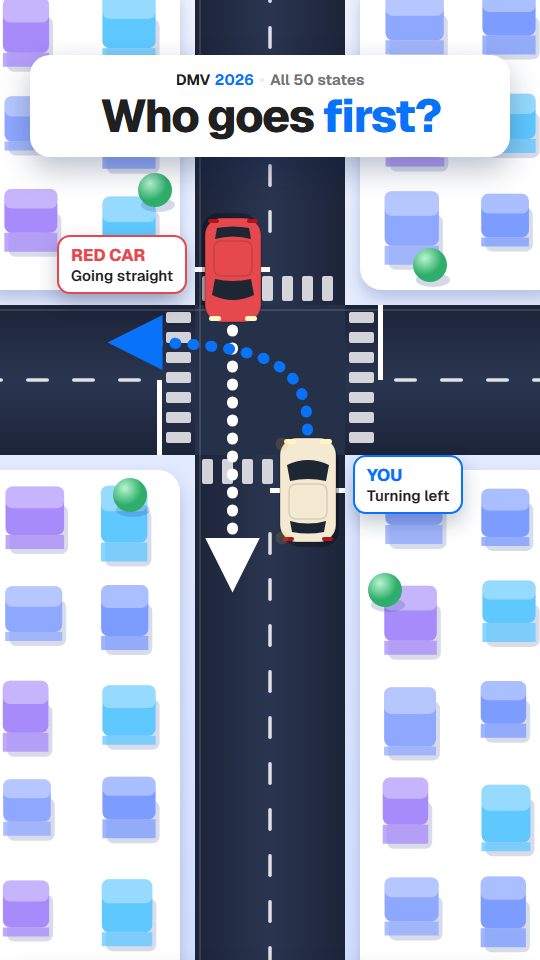 DMV 2026 · All 50 states
Who goes first?
RED CAR
Going straight
YOU
Turning left